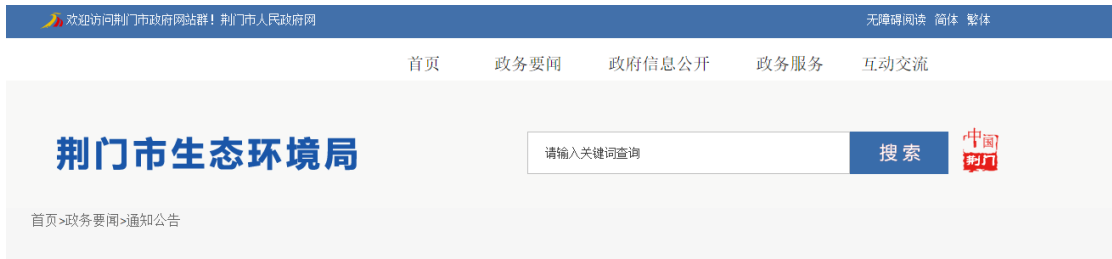 欢迎访问荆门市政府网站群！荆门市人民政府网 无障碍阅读 简体 繁体
首页 政务要闻 政府信息公开 政务服务 互动交流
荆门市生态环境局 请输入关键词查询 搜索 中国荆门
首页>政务要闻>通知公告